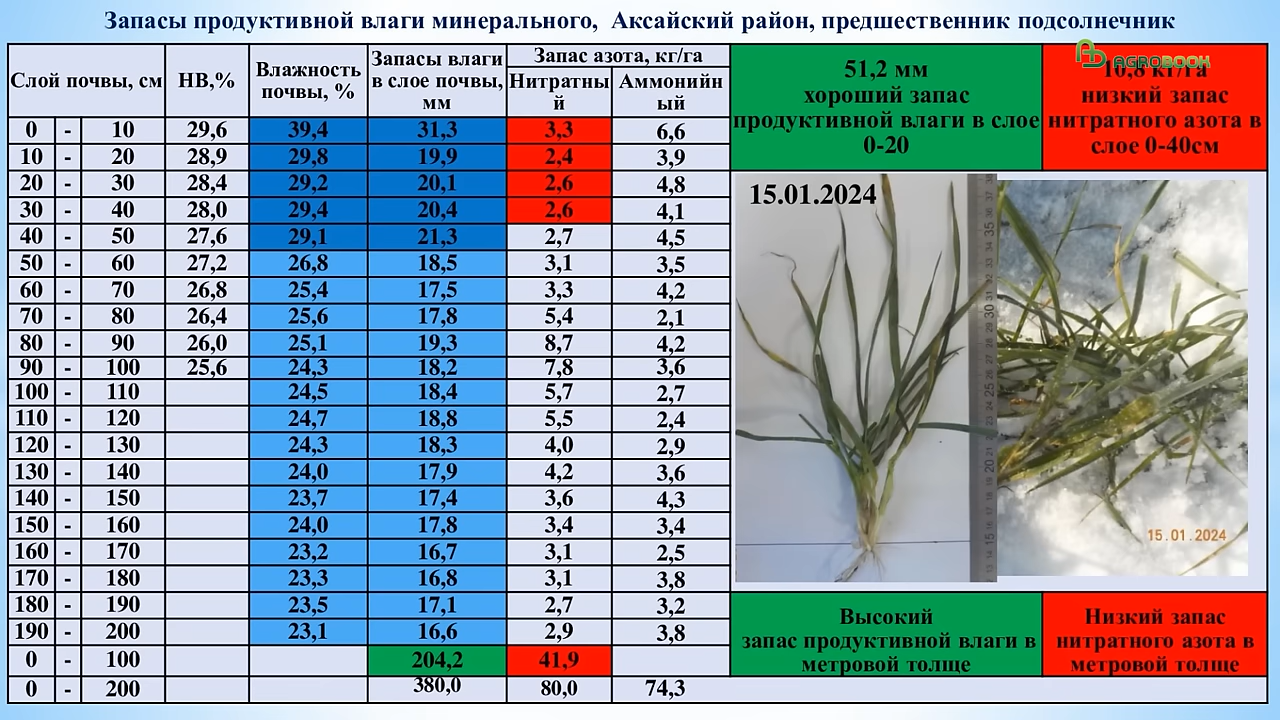 Запасы продуктивной влаги минерального, Аксайский район, предшественник подсолнечник
Слой почвы, см НВ,% Влажность почвы, % Запасы влаги в слое почвы, мм Запас азота, кг/га
Нитратный Аммонийный
0 - 10 29,6 39,4 31,3 3,3 6,6
10 - 20 28,9 29,8 19,9 2,4 3,9
20 - 30 28,4 29,2 20,1 2,6 4,8
30 - 40 28,0 29,4 20,4 2,6 4,1
40 - 50 27,6 29,1 21,3 2,7 4,5
50 - 60 27,2 26,8 18,5 3,1 3,5
60 - 70 26,8 25,4 17,5 3,3 4,2
70 - 80 26,4 25,6 17,8 5,4 2,1
80 - 90 26,0 25,1 19,3 8,7 4,2
90 - 100 25,6 24,3 18,2 7,8 3,6
100 - 110 24,5 18,4 5,7 2,7
110 - 120 24,7 18,8 5,5 2,4
120 - 130 24,3 18,3 4,0 2,9
130 - 140 24,0 17,9 4,2 3,6
140 - 150 23,7 17,4 3,6 4,3
150 - 160 24,0 17,8 3,4 3,4
160 - 170 23,2 16,7 3,1 2,5
170 - 180 23,3 16,8 3,1 3,8
180 - 190 23,5 17,1 2,7 3,2
190 - 200 23,1 16,6 2,9 3,8
0 - 100 204,2 41,9
0 - 200 380,0 80,0 74,3
51,2 мм
хороший запас
продуктивной влаги в слое
0-20
AGROBOOK
10,8 кг/га
низкий запас
нитратного азота в
слое 0-40см
15.01.2024
15.01.2024
Высокий
запас продуктивной влаги в
метровой толще
Низкий запас
нитратного азота в
метровой толще